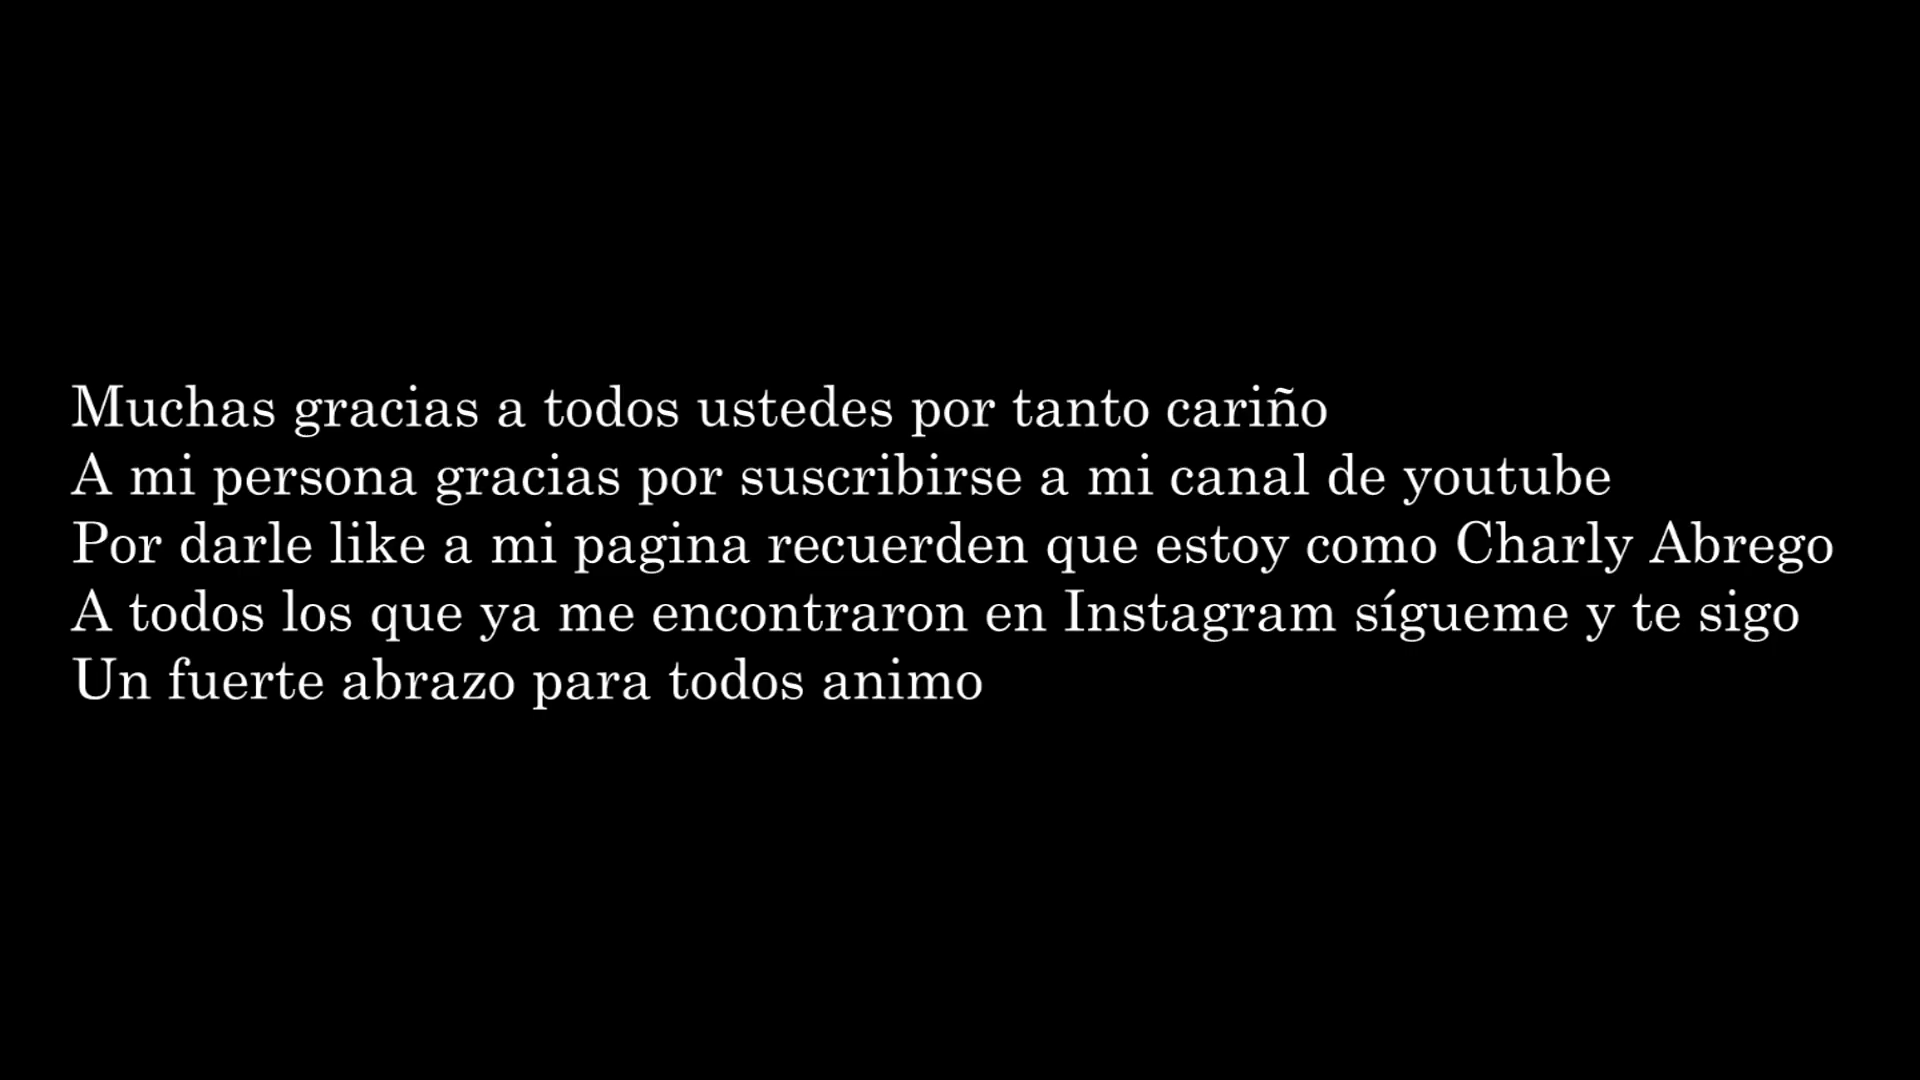 Muchas gracias a todos ustedes por tanto cariño
A mi persona gracias por suscribirse a mi canal de youtube
Por darle like a mi pagina recuerden que estoy como Charly Abrego
A todos los que ya me encontraron en Instagram sígueme y te sigo
Un fuerte abrazo para todos animo